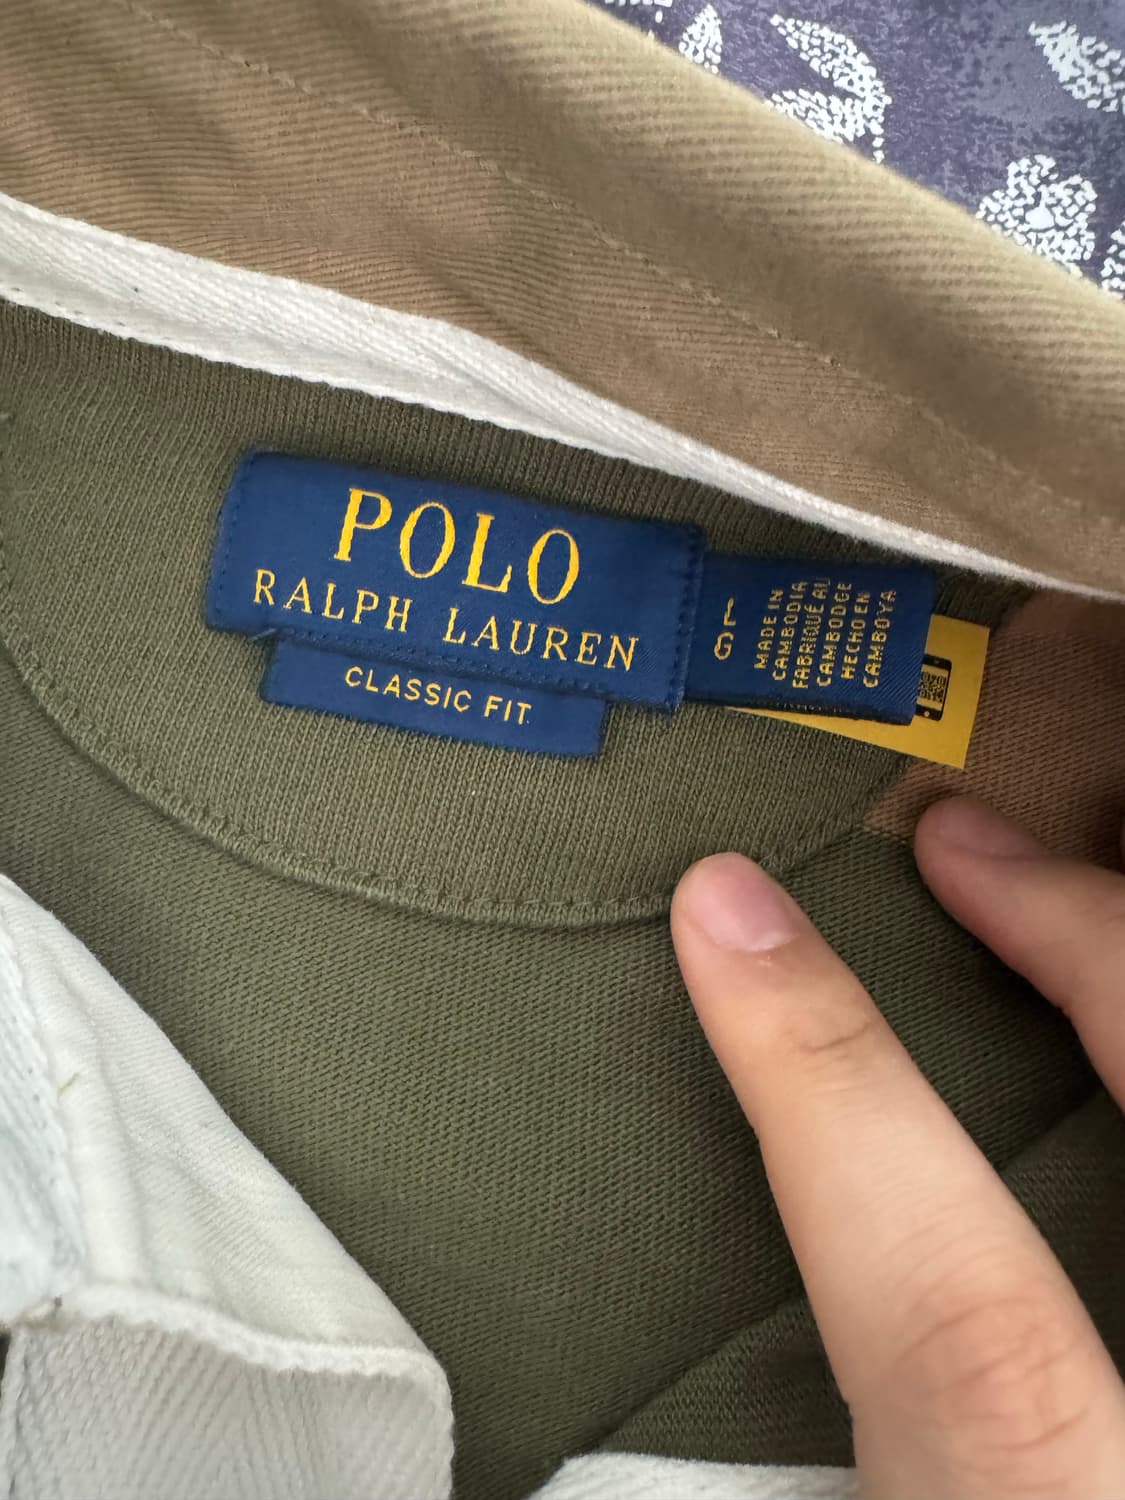 POLO
RALPH LAUREN
CLASSIC FIT
L
G
MADE IN
CAMBODIA
FABRIQUÉ AU
CAMBODGE
HECHO EN
CAMBOYA